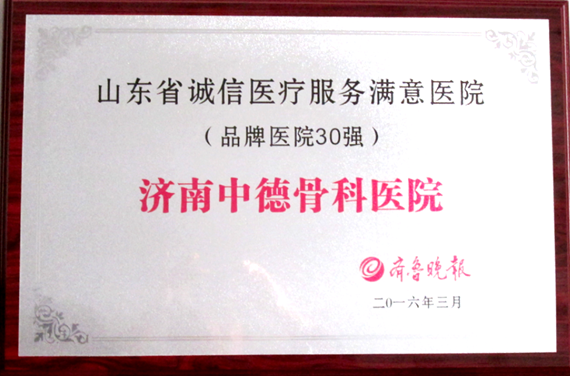 山东省诚信医疗服务满意医院
（品牌医院30强）
济南中德骨科医院
齐鲁晚报
二0一六年三月